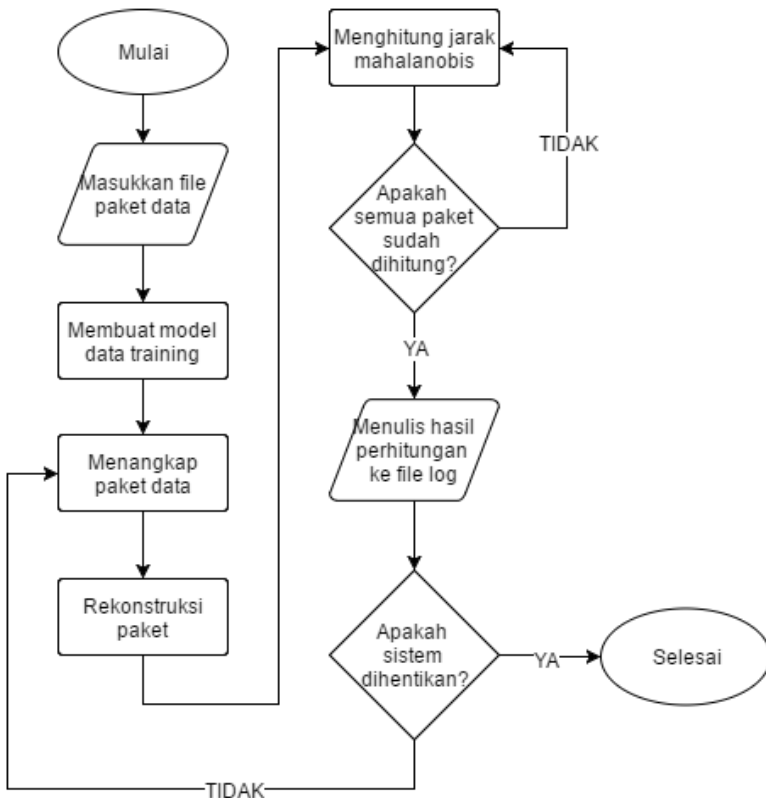 Mulai
Masukkan file
paket data
Membuat model
data training
Menangkap
paket data
Rekonstruksi
paket
Menghitung jarak
mahalanobis
TIDAK
Apakah
semua paket
sudah
dihitung?
YA
Menulis hasil
perhitungan
ke file log
Apakah
sistem
dihentikan?
YA
Selesai
TIDAK